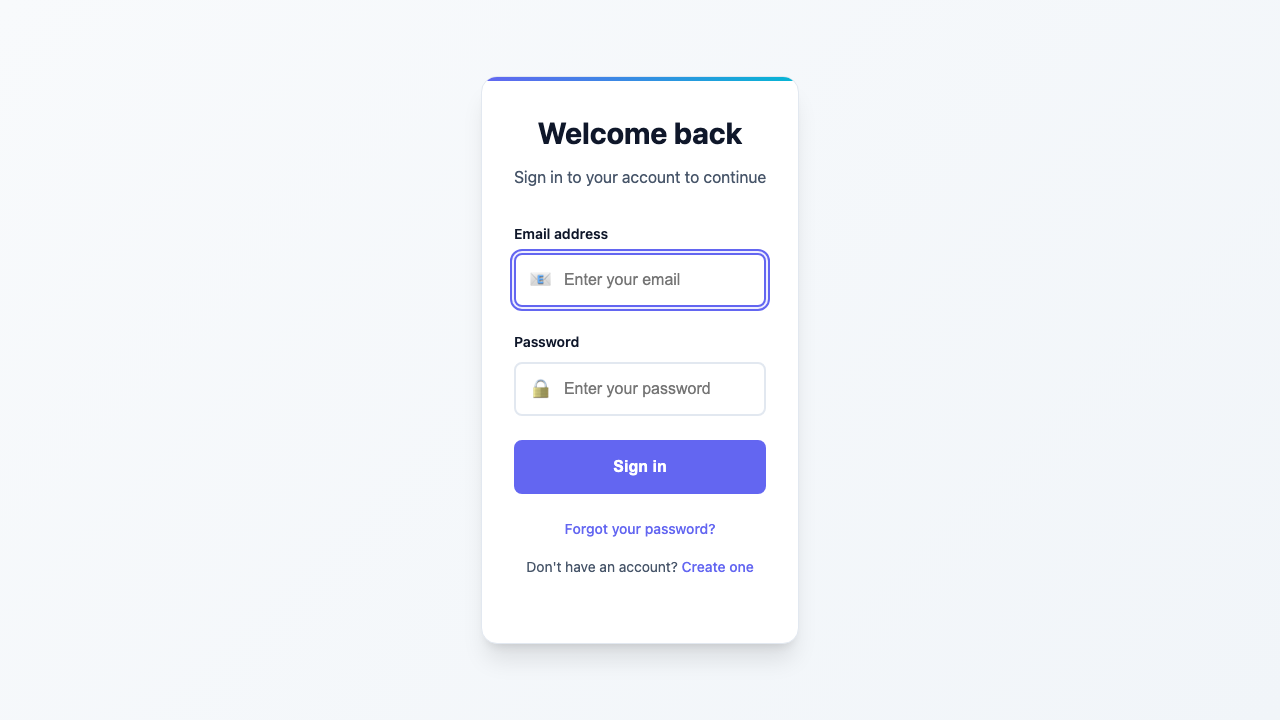 Welcome back
Sign in to your account to continue
Email address
Enter your email
Password
Enter your password
Sign in
Forgot your password?
Don't have an account? Create one